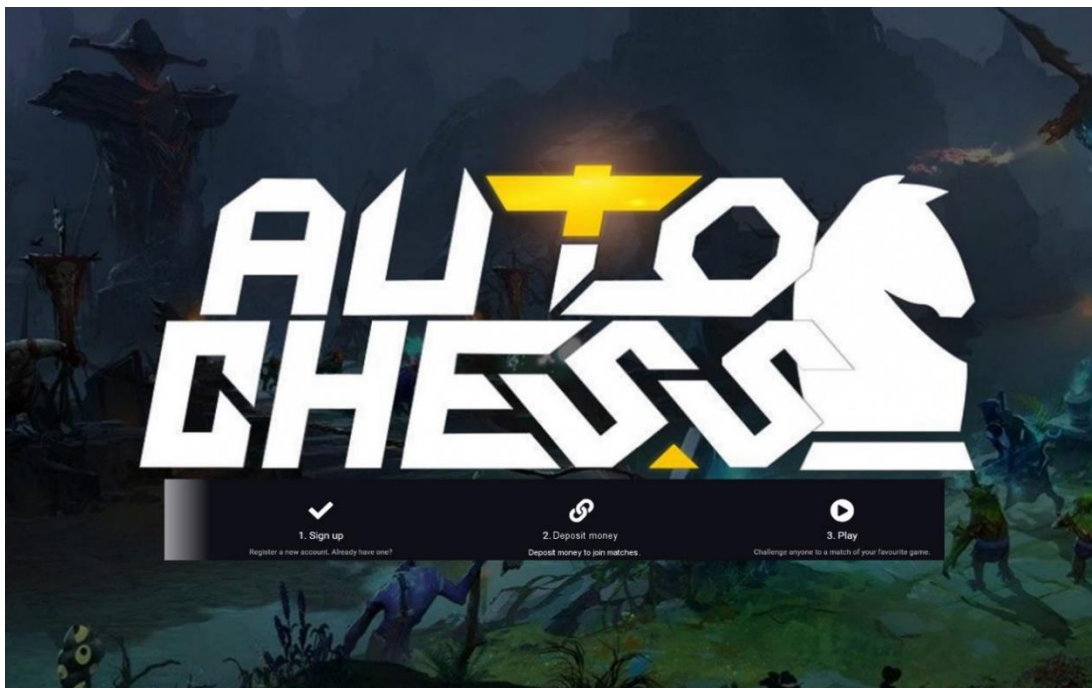 AUTO
CHESS
1. Sign up
Register a new account. Already have one?
2. Deposit money
Deposit money to join matches.
3. Play
Challenge anyone to a match of your favourite game.